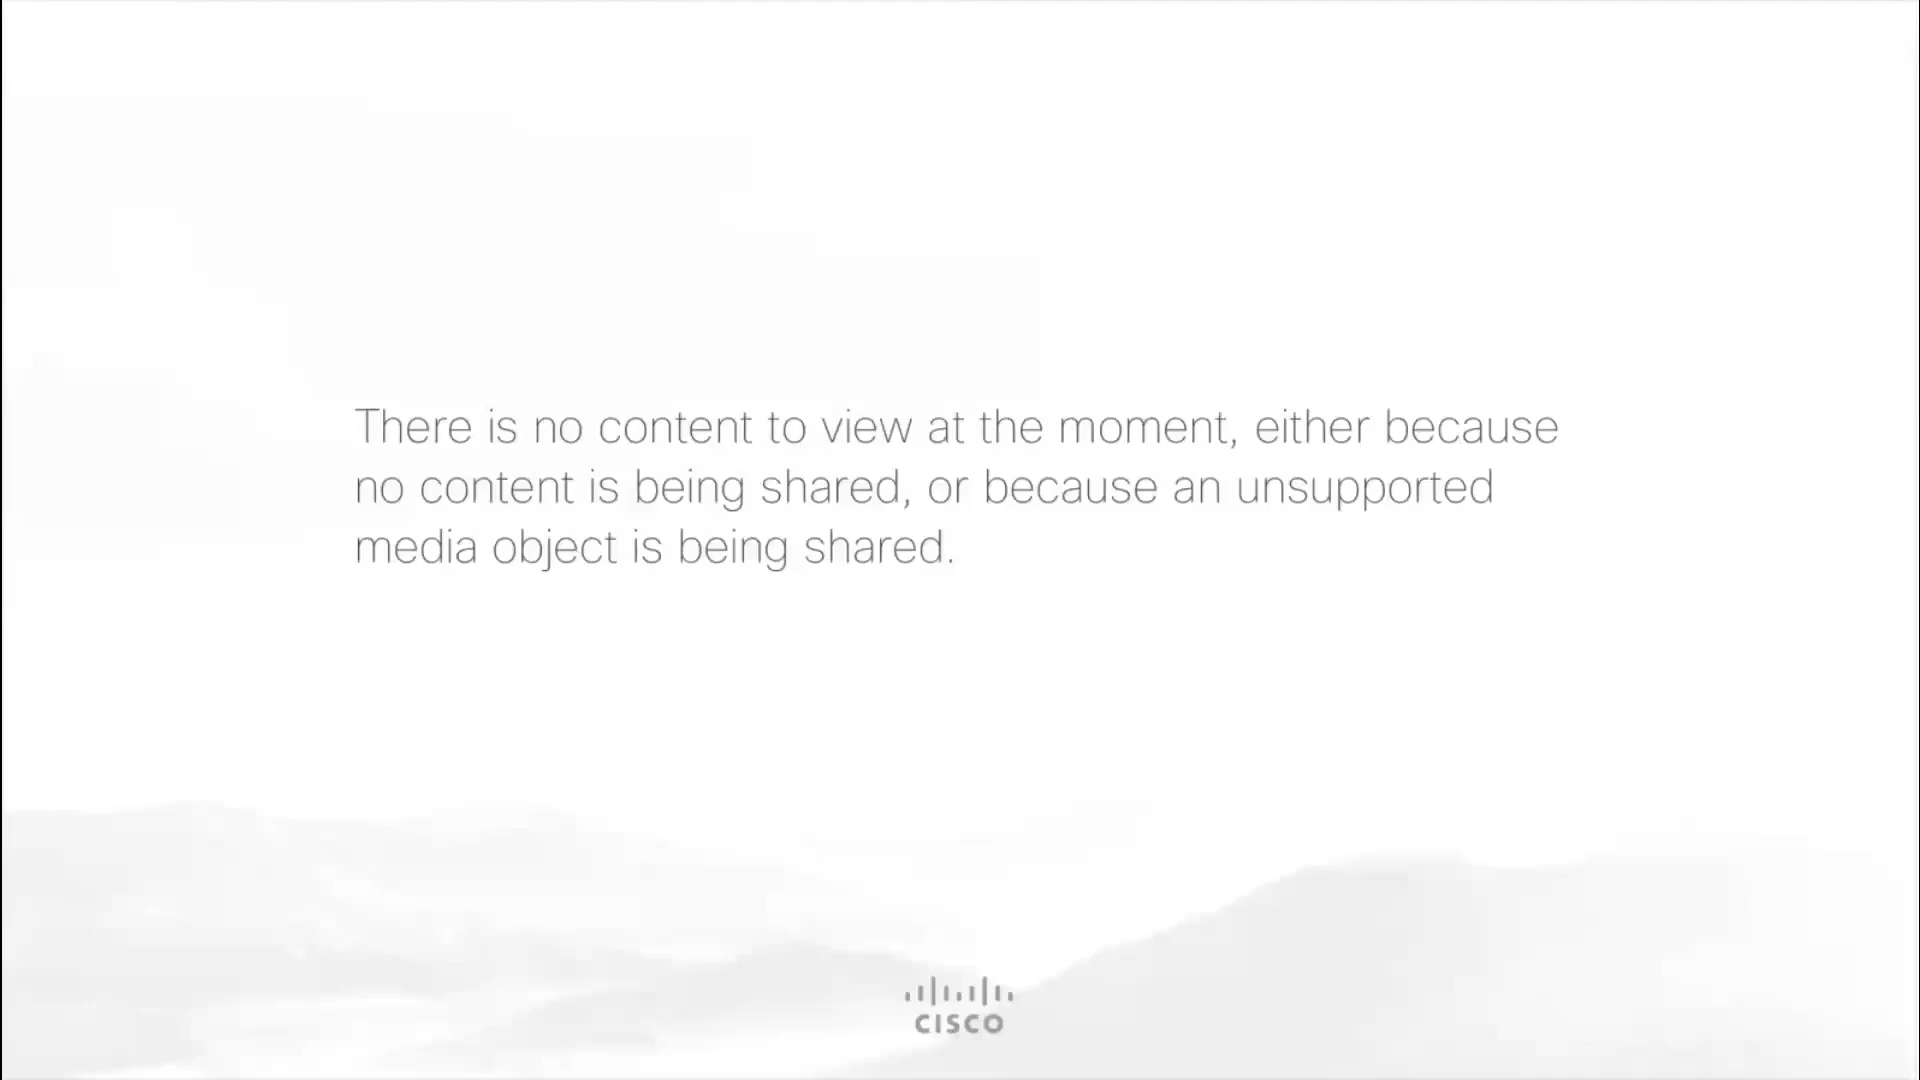 There is no content to view at the moment, either because
no content is being shared, or because an unsupported
media object is being shared.
CISCO